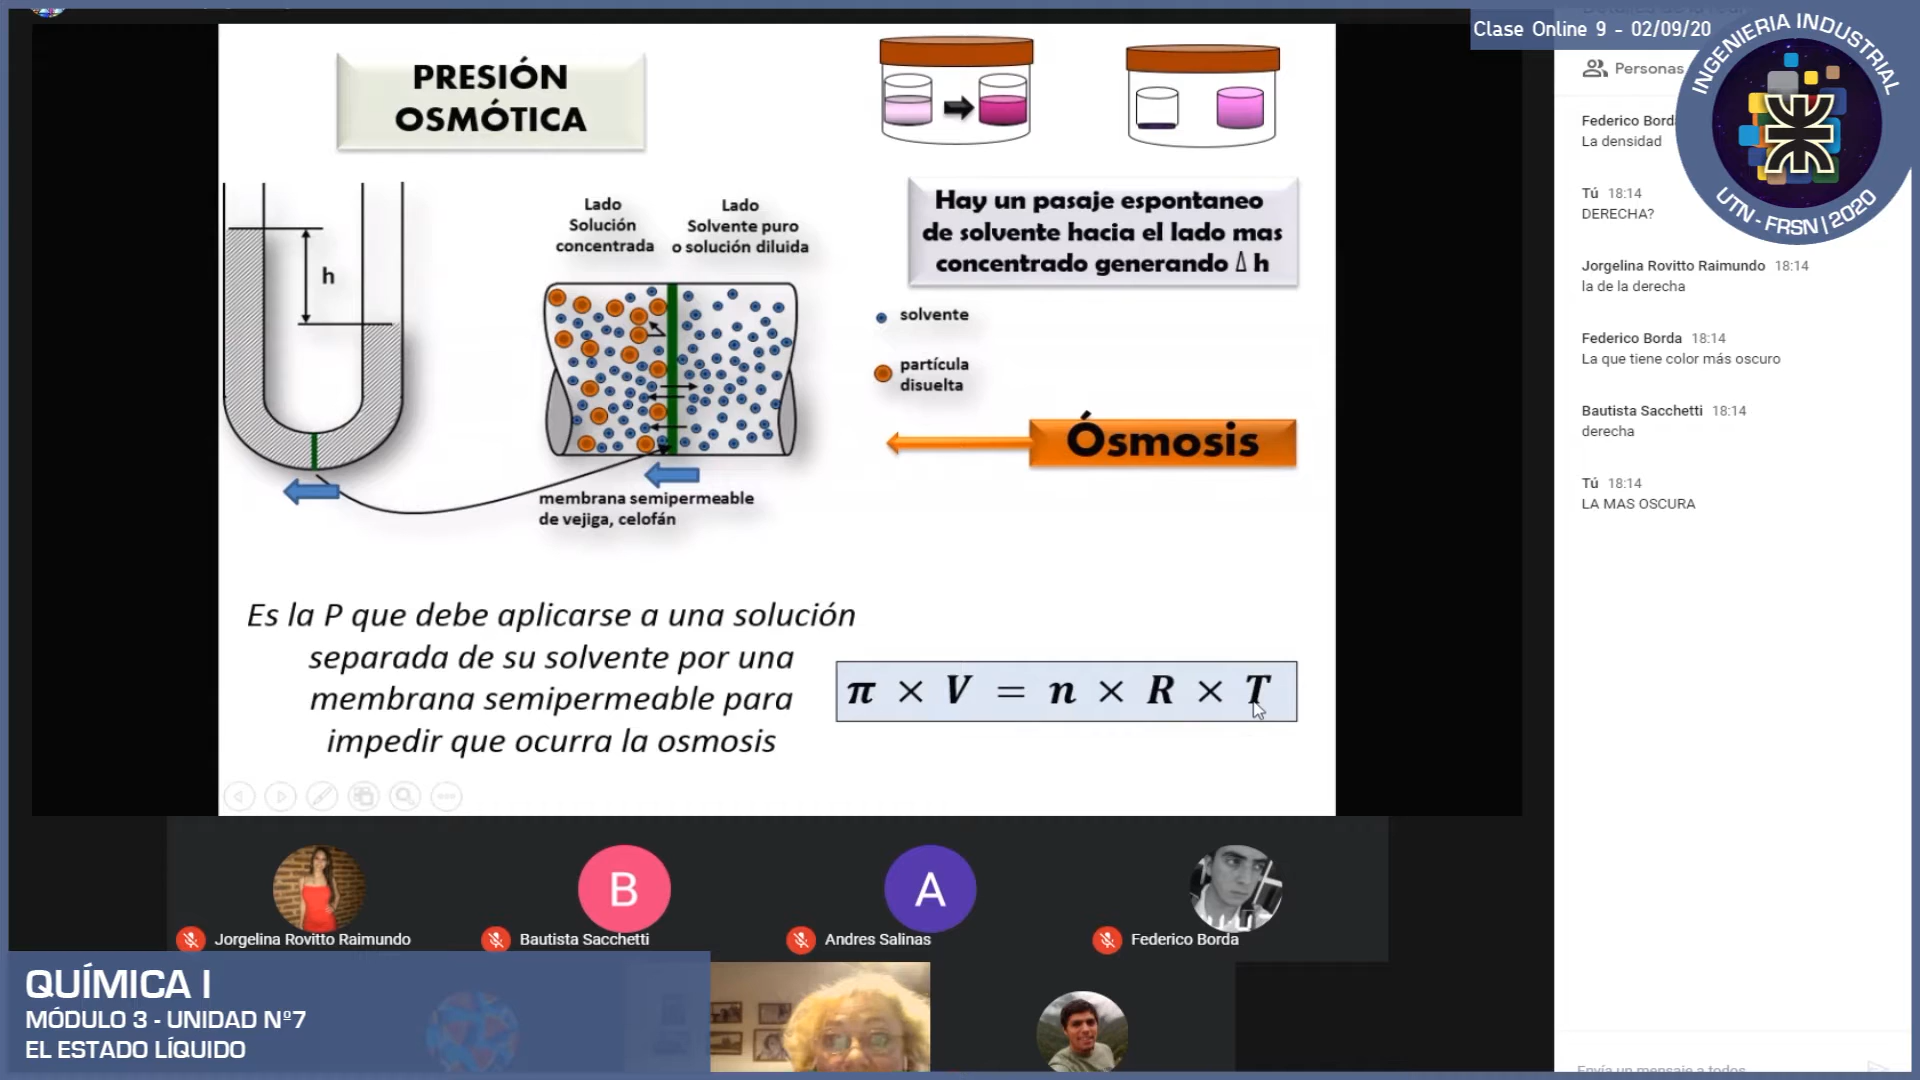 Clase Online 9 - 02/09/20
INGENIERIA INDUSTRIAL
UTN - FRSN | 2020
PRESIÓN
OSMÓTICA
h
Lado
Solución
concentrada
Lado
Solvente puro
o solución diluida
Hay un pasaje espontaneo
de solvente hacia el lado mas
concentrado generando Δ h
solvente
partícula
disuelta
Ósmosis
membrana semipermeable
de vejiga, celofán
Es la P que debe aplicarse a una solución
separada de su solvente por una
membrana semipermeable para
impedir que ocurra la osmosis
π × V = n × R × T
Personas
Federico Borda
La densidad
Tú 18:14
DERECHA?
Jorgelina Rovitto Raimundo 18:14
la de la derecha
Federico Borda 18:14
La que tiene color más oscuro
Bautista Sacchetti 18:14
derecha
Tú 18:14
LA MAS OSCURA
Envía un mensaje a todos
B
A
Jorgelina Rovitto Raimundo
Bautista Sacchetti
Andres Salinas
Federico Borda
QUÍMICA I
MÓDULO 3 - UNIDAD Nº7
EL ESTADO LÍQUIDO